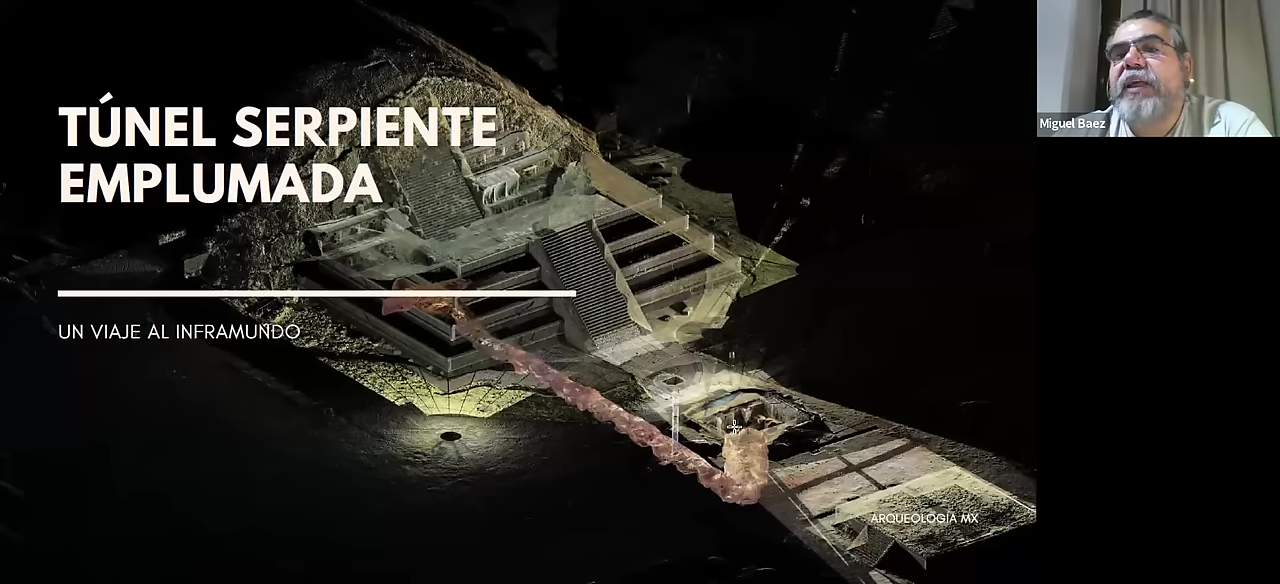 TÚNEL SERPIENTE
EMPLUMADA
UN VIAJE AL INFRAMUNDO
ARQUEOLOGÍA MX
Miguel Baez